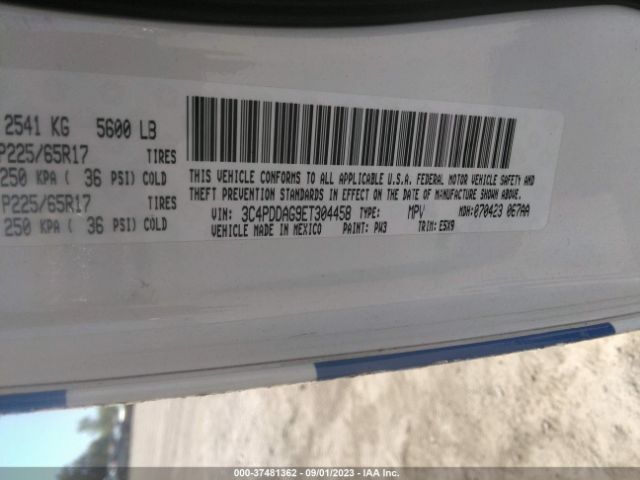 2541 KG 5600 LB
P225/65R17 TIRES
250 KPA ( 36 PSI) COLD
P225/65R17 TIRES
250 KPA ( 36 PSI) COLD
THIS VEHICLE CONFORMS TO ALL APPLICABLE U.S.A. FEDERAL MOTOR VEHICLE SAFETY AND
THEFT PREVENTION STANDARDS IN EFFECT ON THE DATE OF MANUFACTURE SHOWN ABOVE.
VIN: 3C4PDDAG9ET304458 TYPE: MPV MDH: 070423 067AA
VEHICLE MADE IN MEXICO PAINT: PW3 TRIM: E5X9
000-37481362 - 09/01/2023 - IAA Inc.